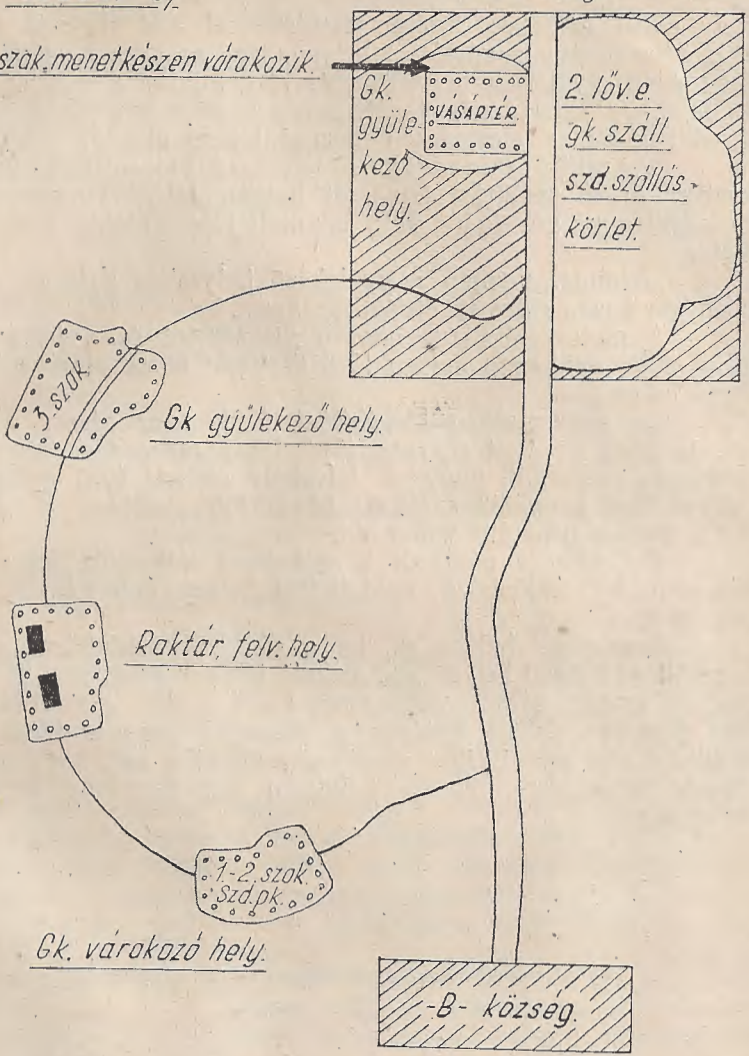 szak. menetkészen várakozik.
Gk.
gyüle-
kező
hely.
VÁSÁRTÉR.
2. löv. e.
gk. száll.
szd. szállás-
körlet.
3. szak
Gk gyülekező hely.
Raktár. felv. hely.
1.-2. szak.
Szd. pk.
Gk. várakozó hely.
-B- község.